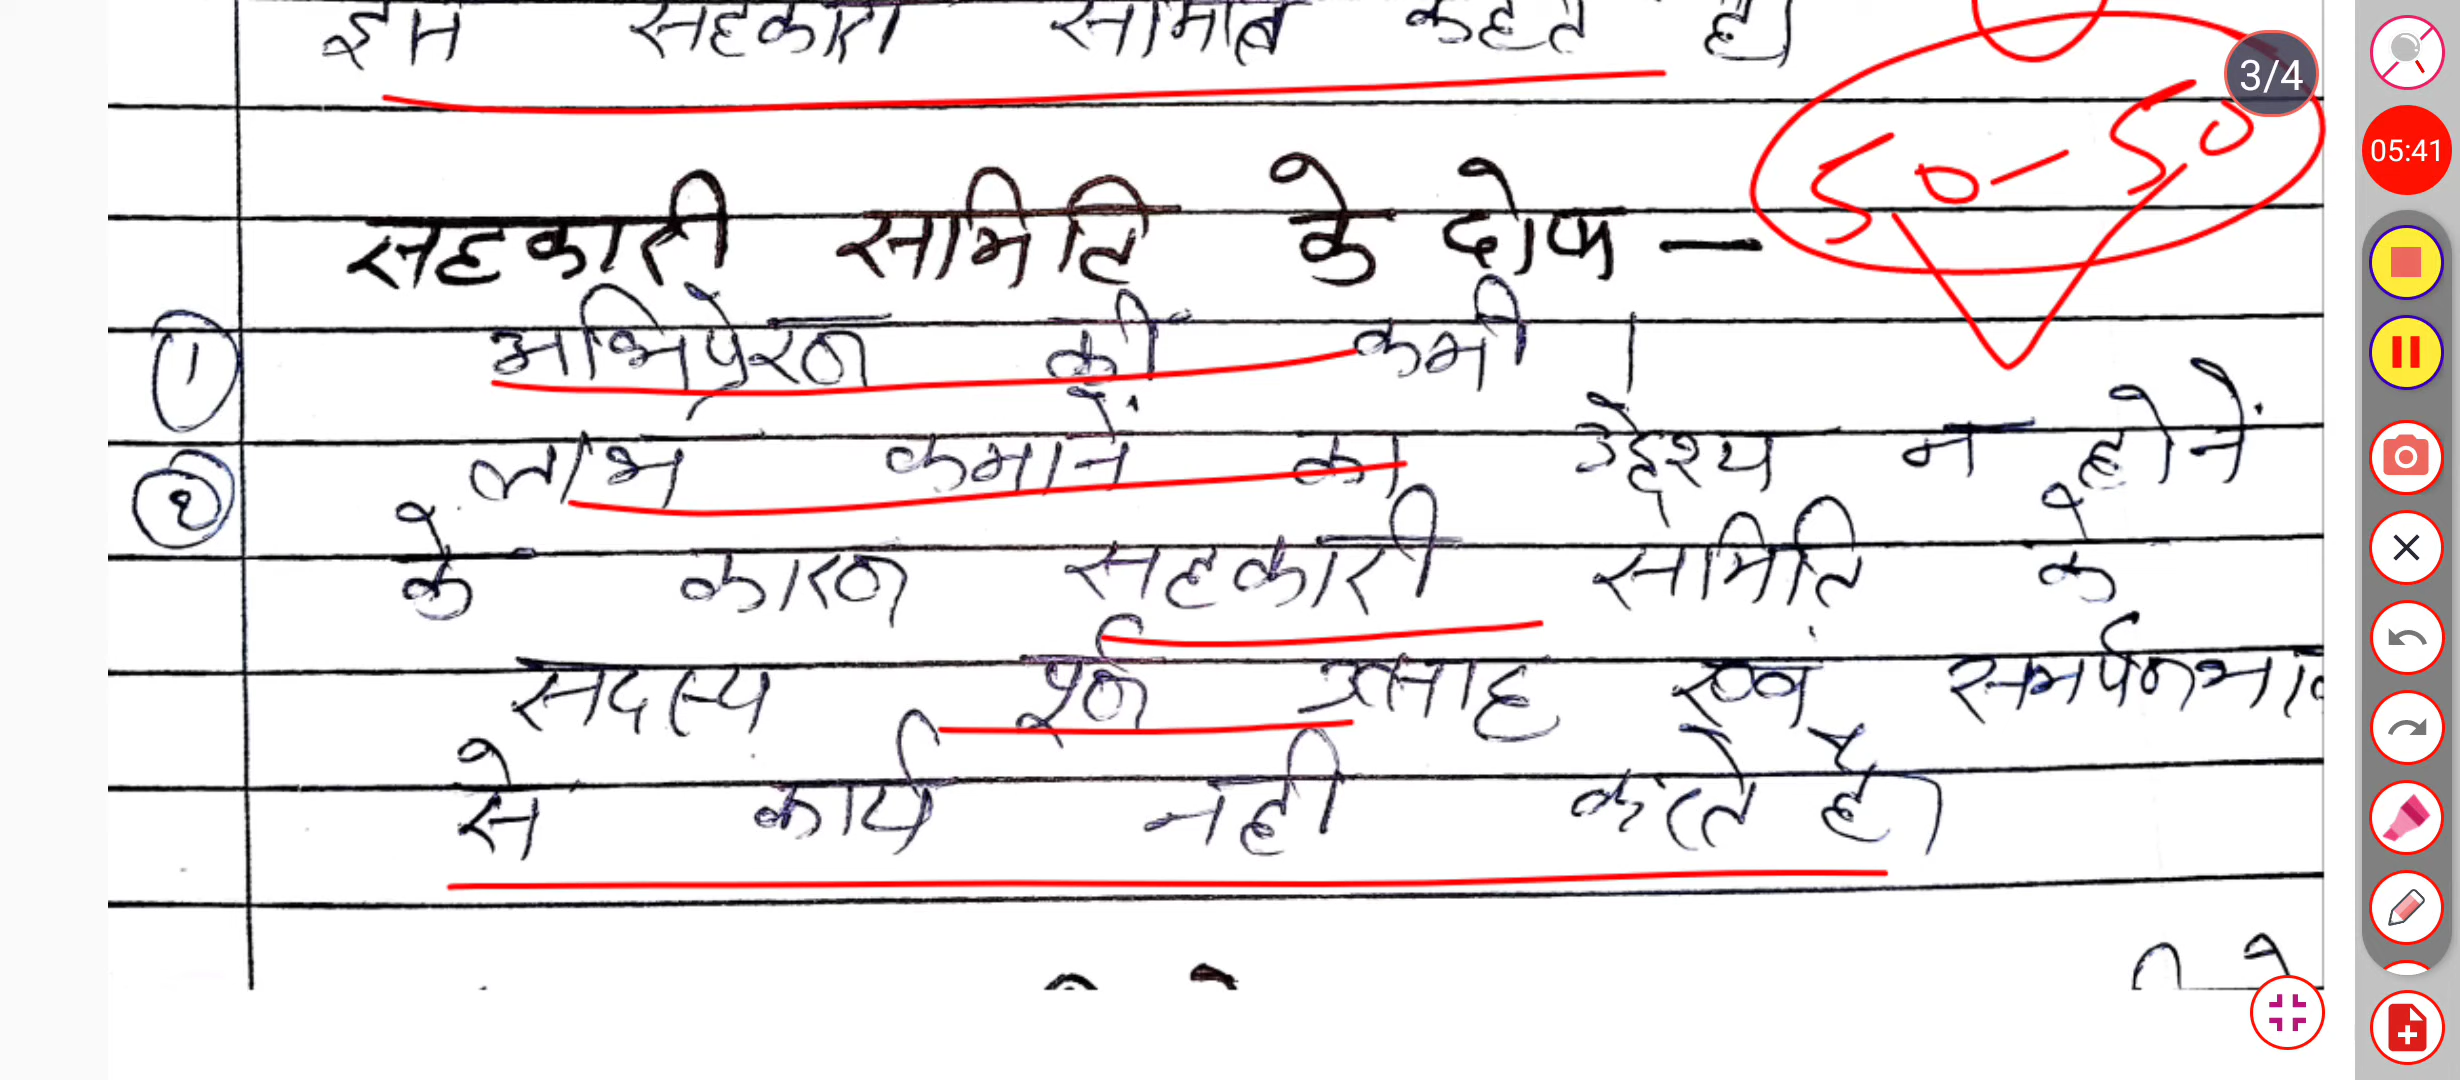 इसे सहकारी समिति कहते है।
3/4
05:41
50-50
सहकारी समिति के दोष —
① अभिप्रेरण की कमी।
② लाभ कमानें का उद्देश्य न होनें
के कारण सहकारी समिति के
सदस्य पूर्ण उत्साह एवं समर्पणभाव
से कार्य नही करते है।